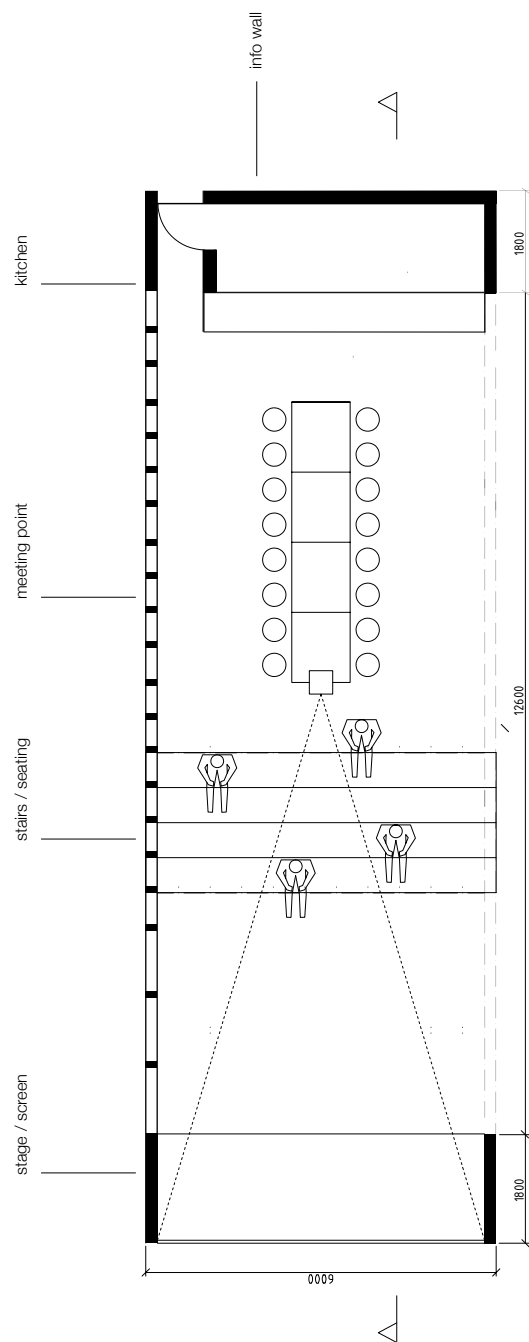 info wall
kitchen
meeting point
stairs / seating
stage / screen
1800
12600
1800
6000